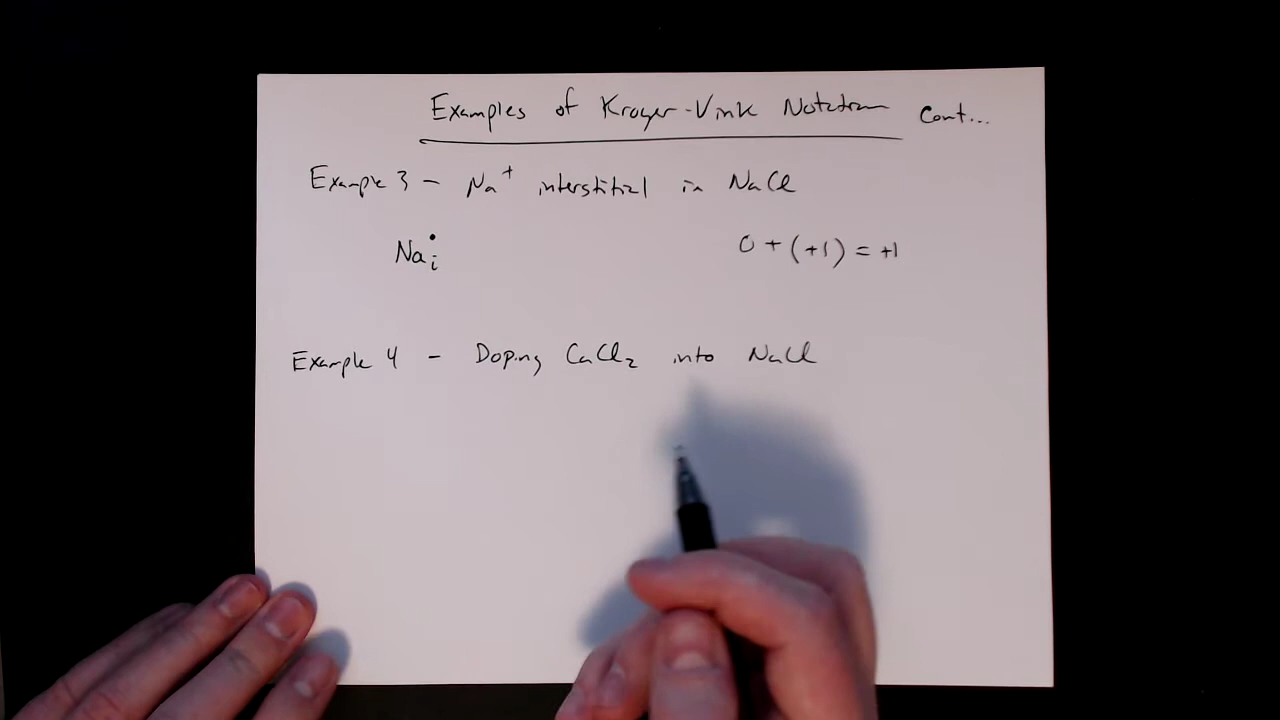 Examples of Kroger-Vink Notation cont...
Example 3 - Na⁺ interstitial in NaCl
Naᵢ˙ 0 + (+1) = +1
Example 4 - Doping CaCl₂ into NaCl